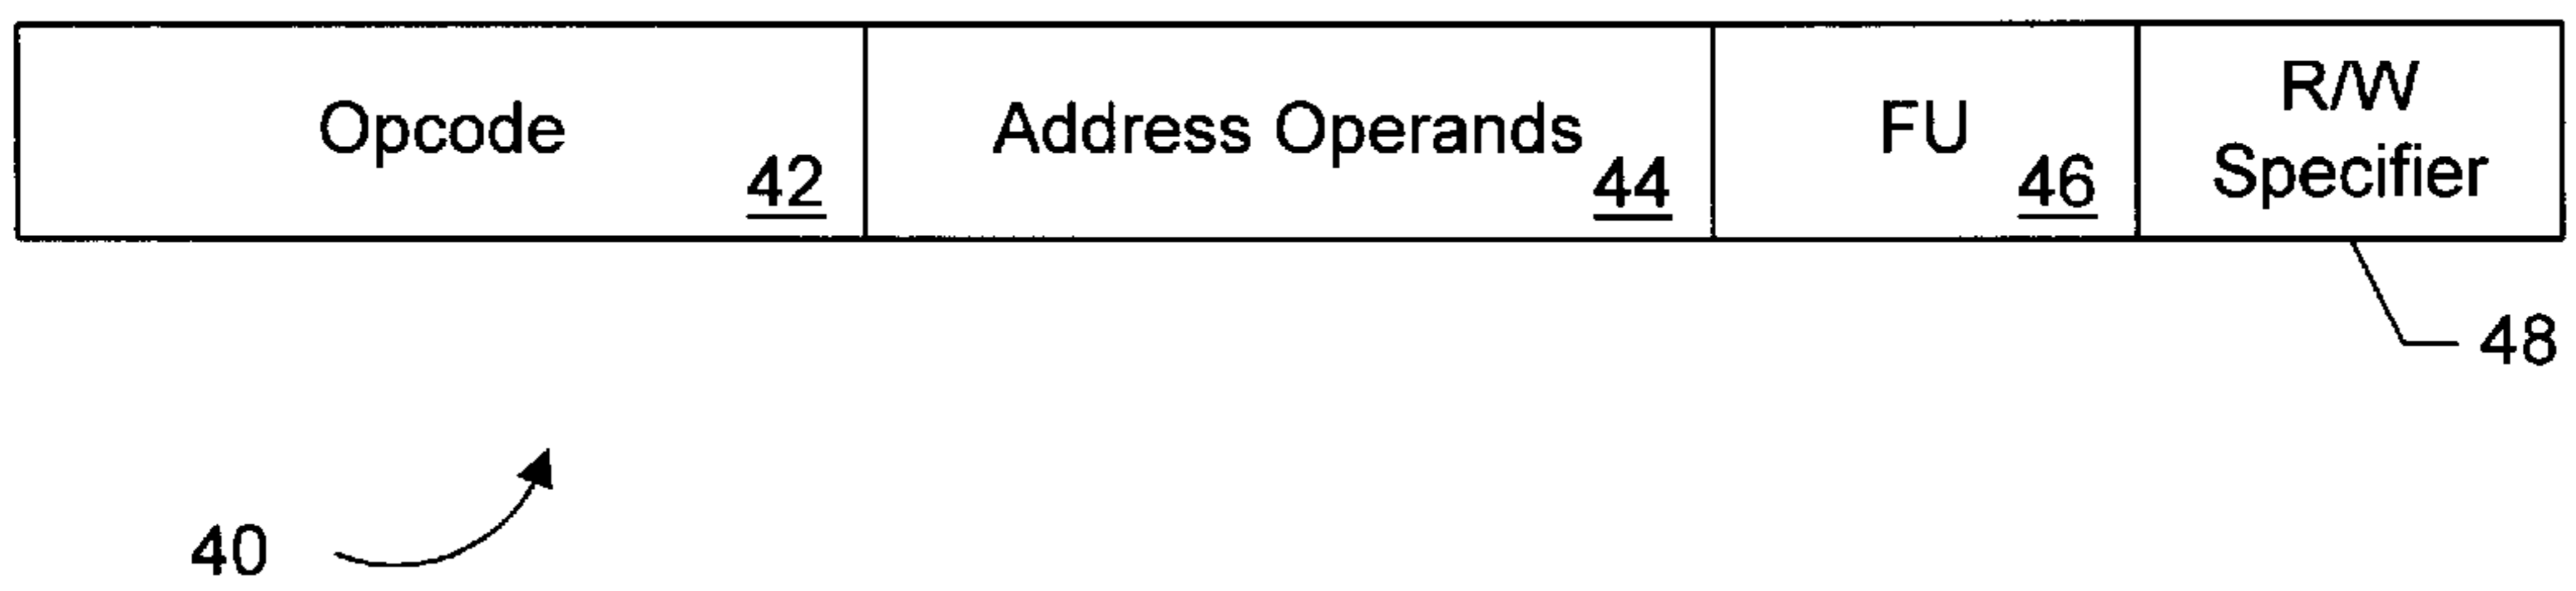 Opcode
42
Address Operands
44
FU
46
R/W
Specifier
48
40